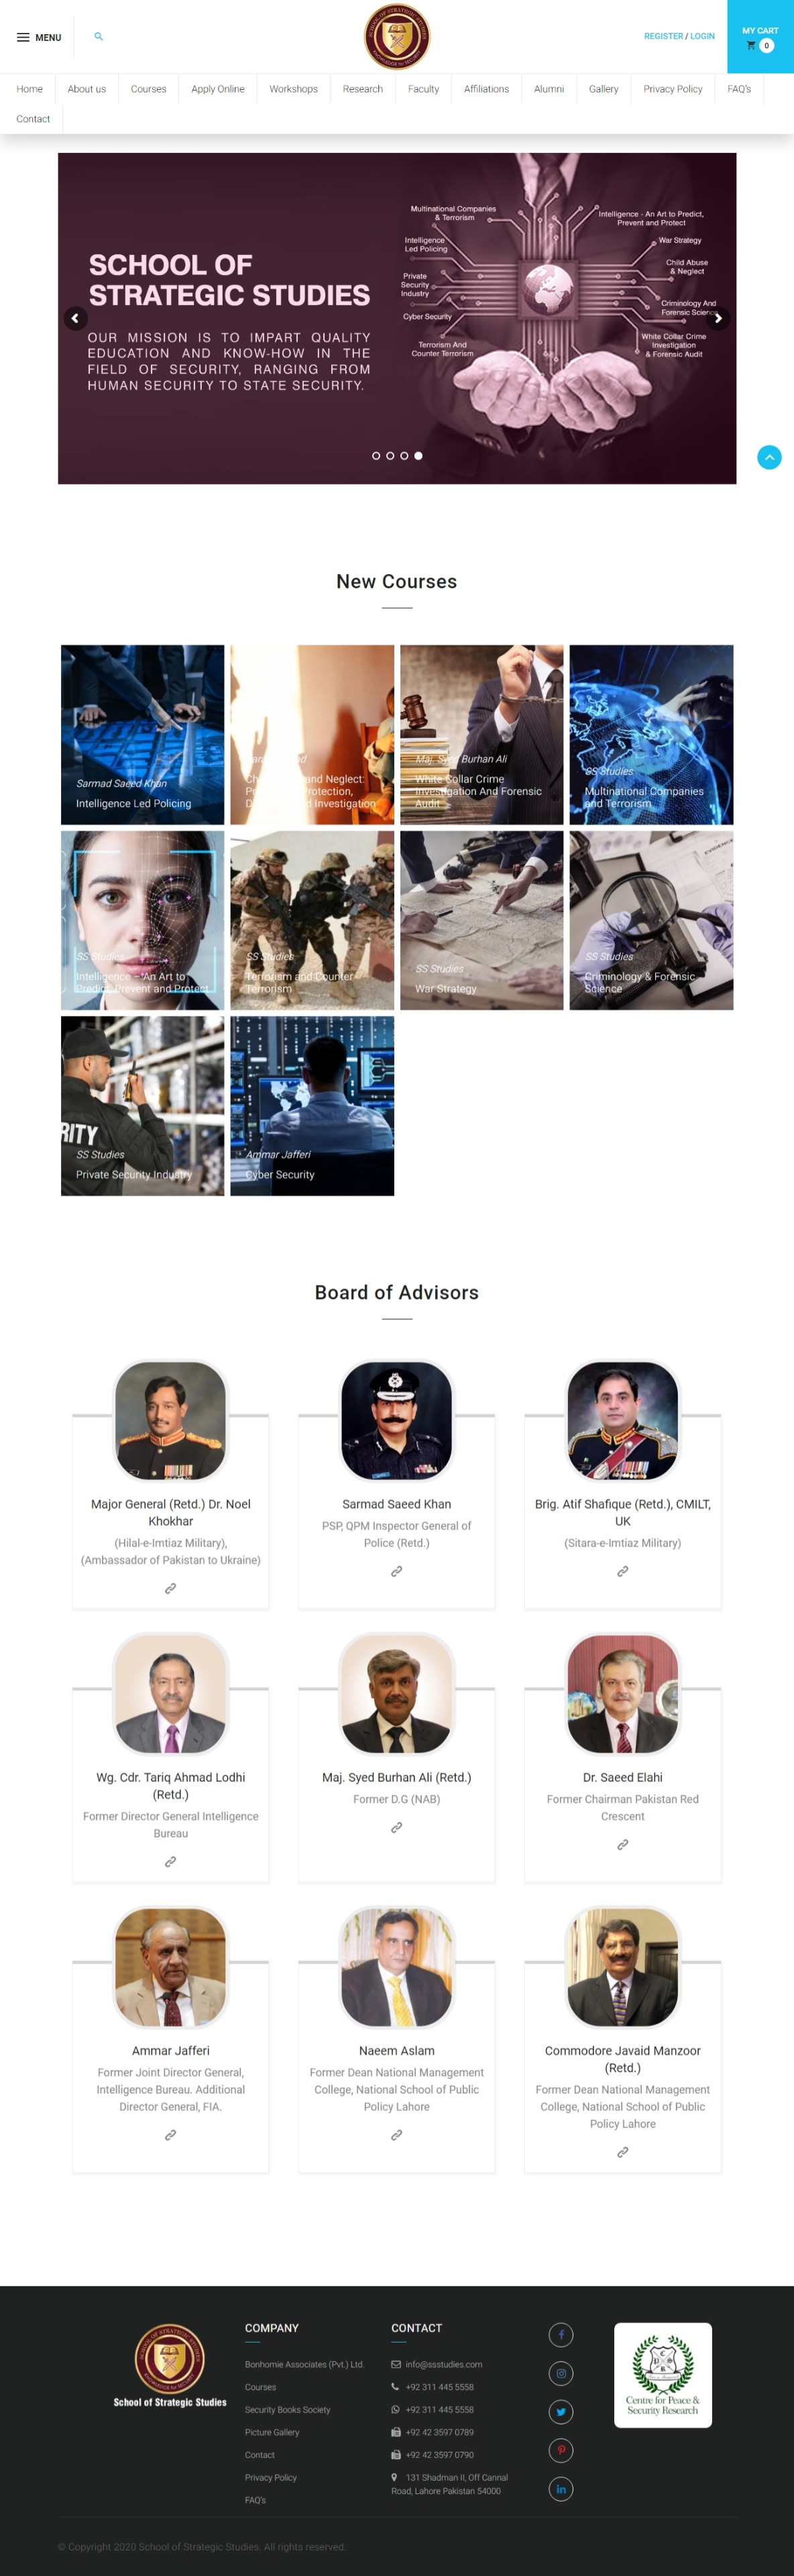 MENU
REGISTER / LOGIN
MY CART
0
Home
About us
Courses
Apply Online
Workshops
Research
Faculty
Affiliations
Alumni
Gallery
Privacy Policy
FAQ's
Contact
SCHOOL OF
STRATEGIC STUDIES
OUR MISSION IS TO IMPART QUALITY
EDUCATION AND KNOW-HOW IN THE
FIELD OF SECURITY, RANGING FROM
HUMAN SECURITY TO STATE SECURITY.
Multinational Companies
& Terrorism
Intelligence
Led Policing
Private
Security
Industry
Cyber Security
Terrorism And
Counter Terrorism
Intelligence - An Art to Predict,
Prevent and Protect
War Strategy
Child Abuse
& Neglect
Criminology And
Forensic Science
White Collar Crime
Investigation
& Forensic Audit
New Courses
Sarmad Saeed Khan
Intelligence Led Policing
and Neglect:
Protection,
Investigation
Maj. Syed Burhan Ali
White Collar Crime
Investigation And Forensic
Audit
SS Studies
Multinational Companies
and Terrorism
SS Studies
Intelligence – An Art to
Predict, Prevent and Protect
SS Studies
Terrorism and Counter
Terrorism
SS Studies
War Strategy
SS Studies
Criminology & Forensic
Science
RITY
SS Studies
Private Security Industry
Ammar Jafferi
Cyber Security
Board of Advisors
Major General (Retd.) Dr. Noel
Khokhar
(Hilal-e-Imtiaz Military),
(Ambassador of Pakistan to Ukraine)
Sarmad Saeed Khan
PSP, QPM Inspector General of
Police (Retd.)
Brig. Atif Shafique (Retd.), CMILT,
UK
(Sitara-e-Imtiaz Military)
Wg. Cdr. Tariq Ahmad Lodhi
(Retd.)
Former Director General Intelligence
Bureau
Maj. Syed Burhan Ali (Retd.)
Former D.G (NAB)
Dr. Saeed Elahi
Former Chairman Pakistan Red
Crescent
Ammar Jafferi
Former Joint Director General,
Intelligence Bureau. Additional
Director General, FIA.
Naeem Aslam
Former Dean National Management
College, National School of Public
Policy Lahore
Commodore Javaid Manzoor
(Retd.)
Former Dean National Management
College, National School of Public
Policy Lahore
School of Strategic Studies
COMPANY
Bonhomie Associates (Pvt.) Ltd.
Courses
Security Books Society
Picture Gallery
Contact
Privacy Policy
FAQ's
CONTACT
info@ssstudies.com
+92 311 445 5558
+92 311 445 5558
+92 42 3597 0789
+92 42 3597 0790
131 Shadman II, Off Cannal
Road, Lahore Pakistan 54000
Centre for Peace &
Security Research
© Copyright 2020 School of Strategic Studies. All rights reserved.